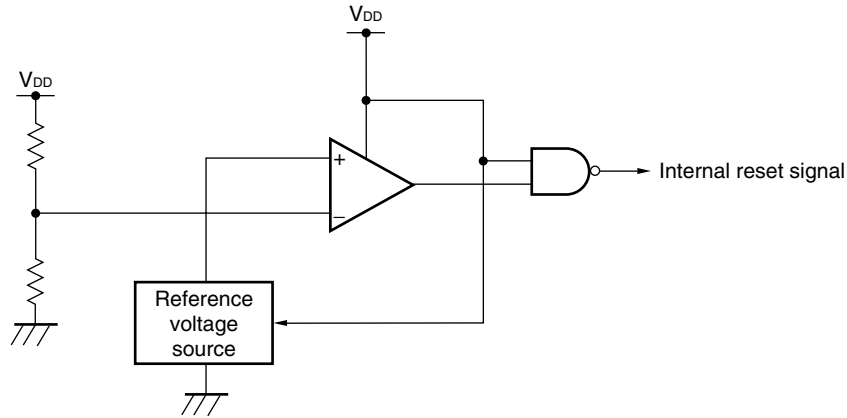 VDD
VDD
+
−
Internal reset signal
Reference
voltage
source